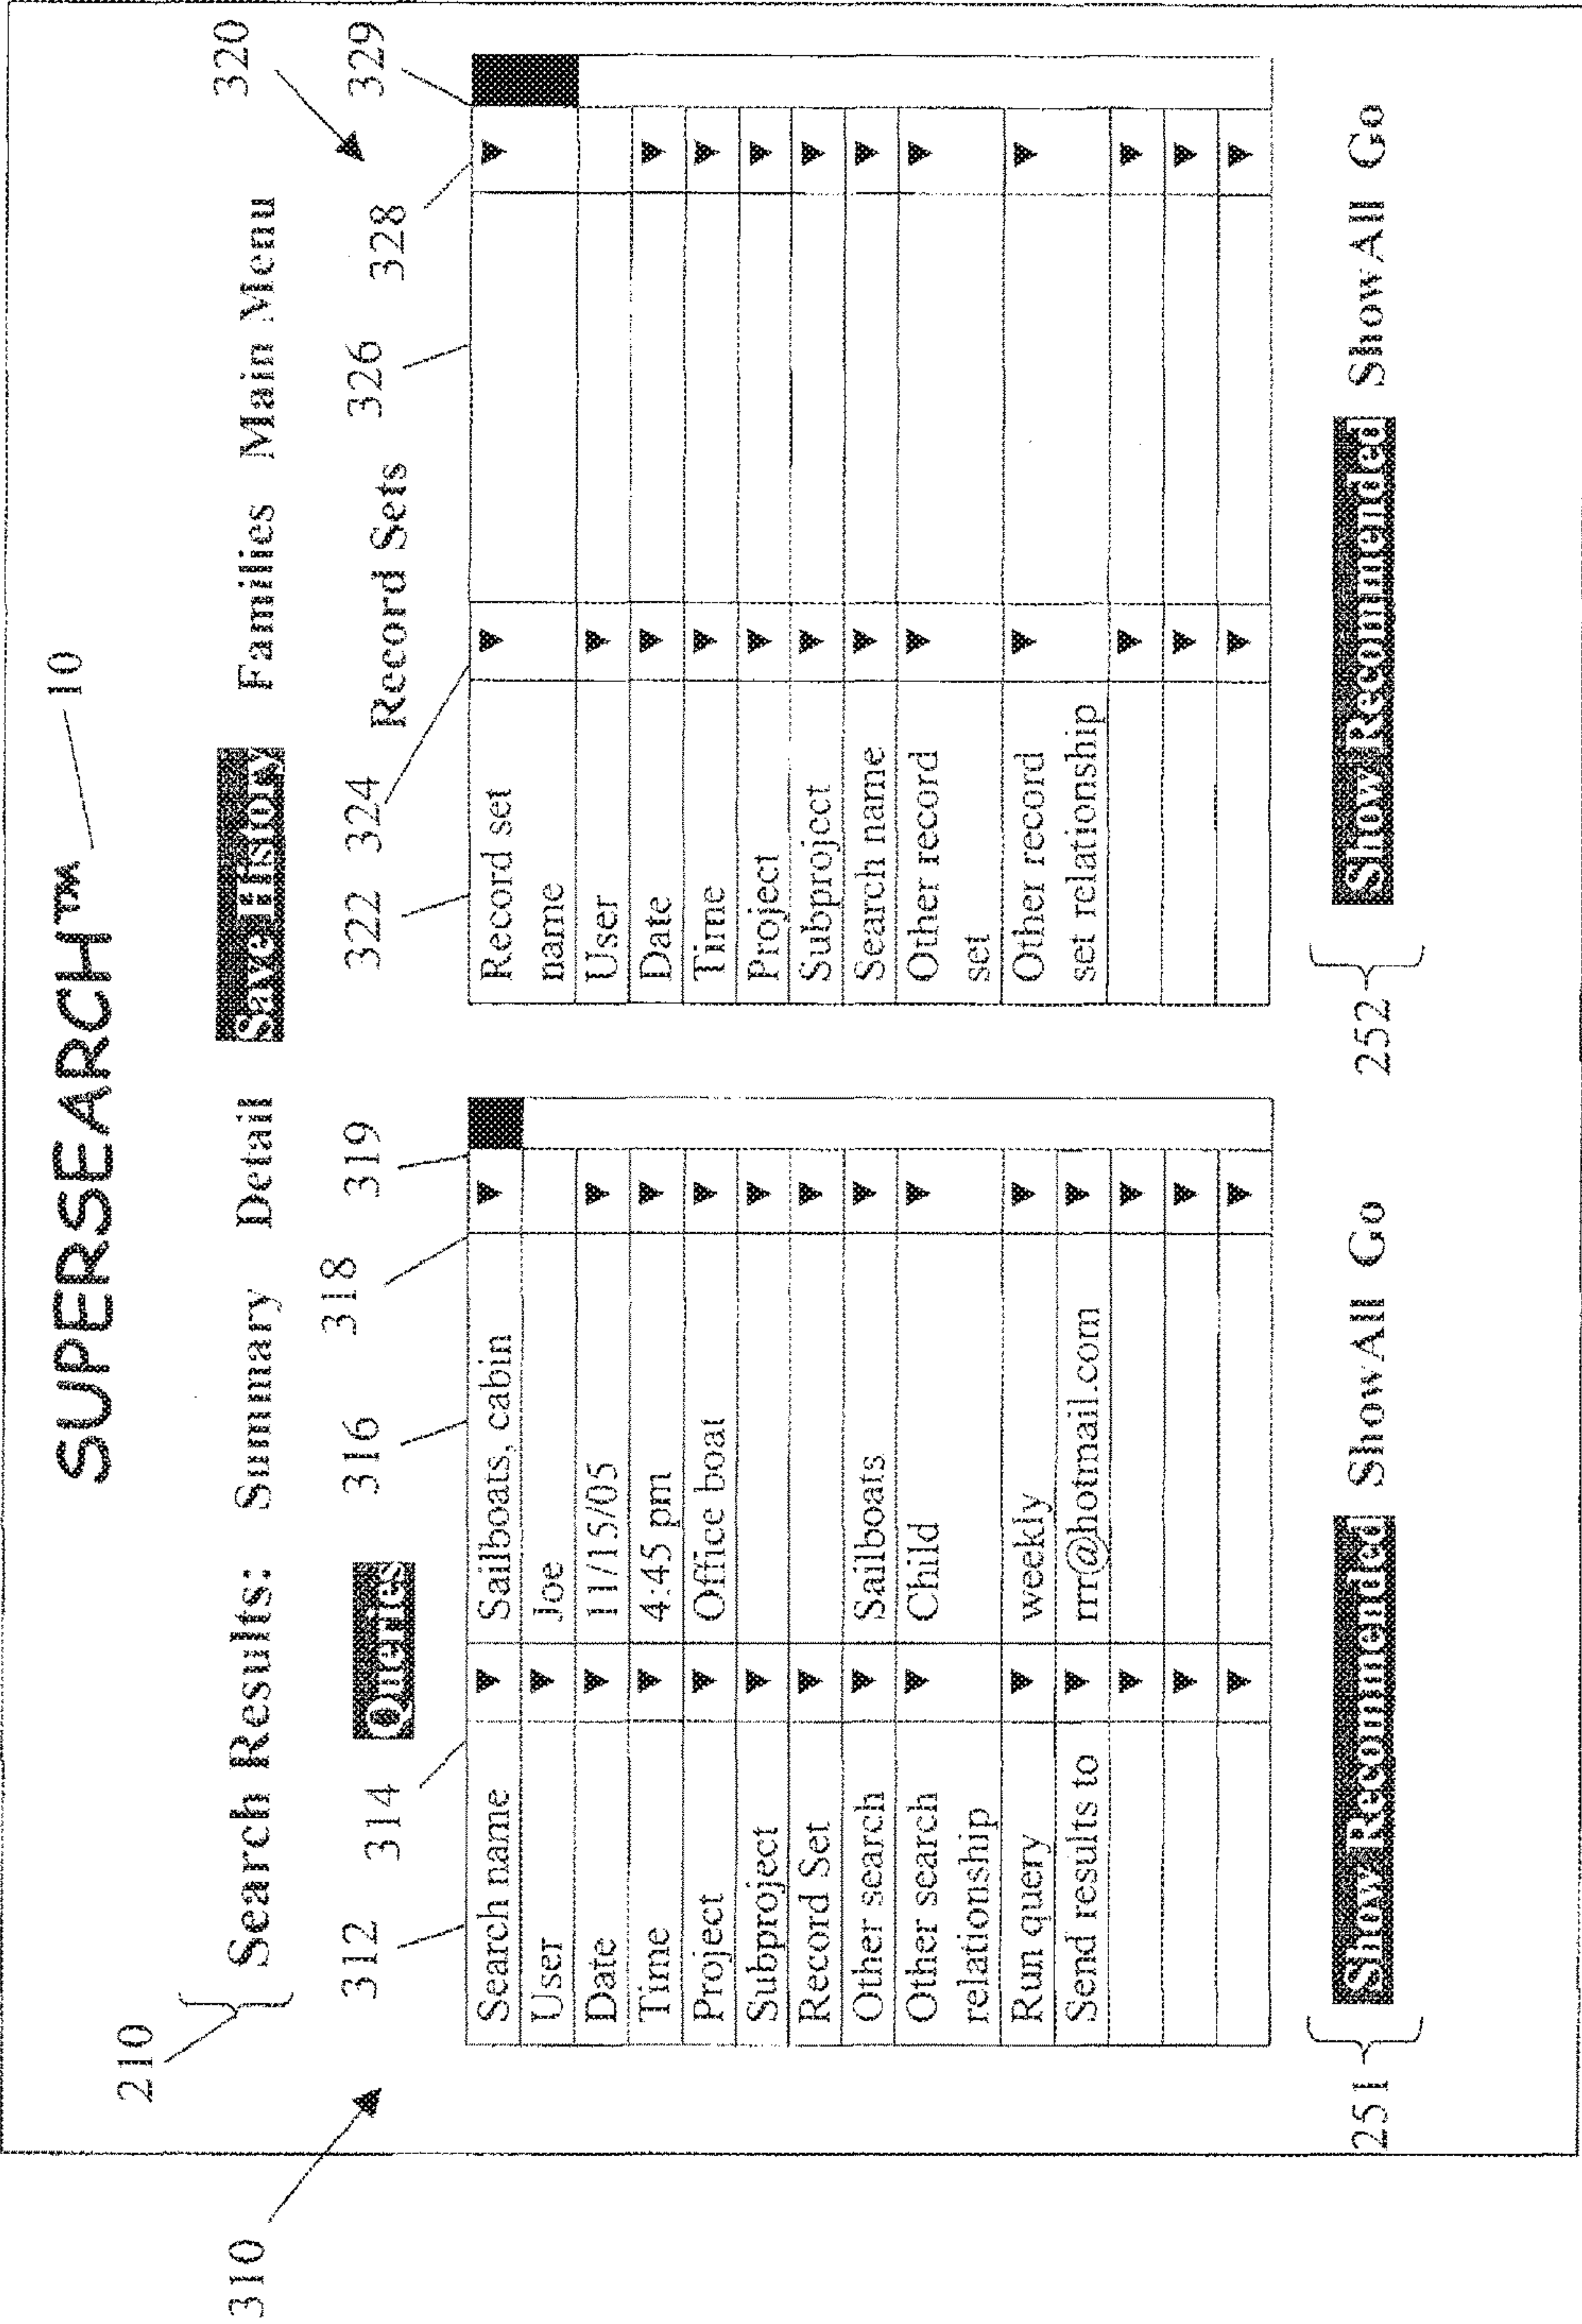 SUPERSEARCH™ 10
210 Search Results: Summary Detail Save History Families Main Menu 320
310 312 314 Queries 316 318 319
Search name Sailboats, cabin
User Joe
Date 11/15/05
Time 4:45 pm
Project Office boat
Subproject
Record Set
Other search Sailboats
Other search Child
relationship
Run query weekly
Send results to rrr@hotmail.com
251 Show Recommended Show All Go
322 324 Record Sets 326 328 329
Record set
name
User
Date
Time
Project
Subproject
Search name
Other record
set
Other record
set relationship
252 Show Recommended Show All Go